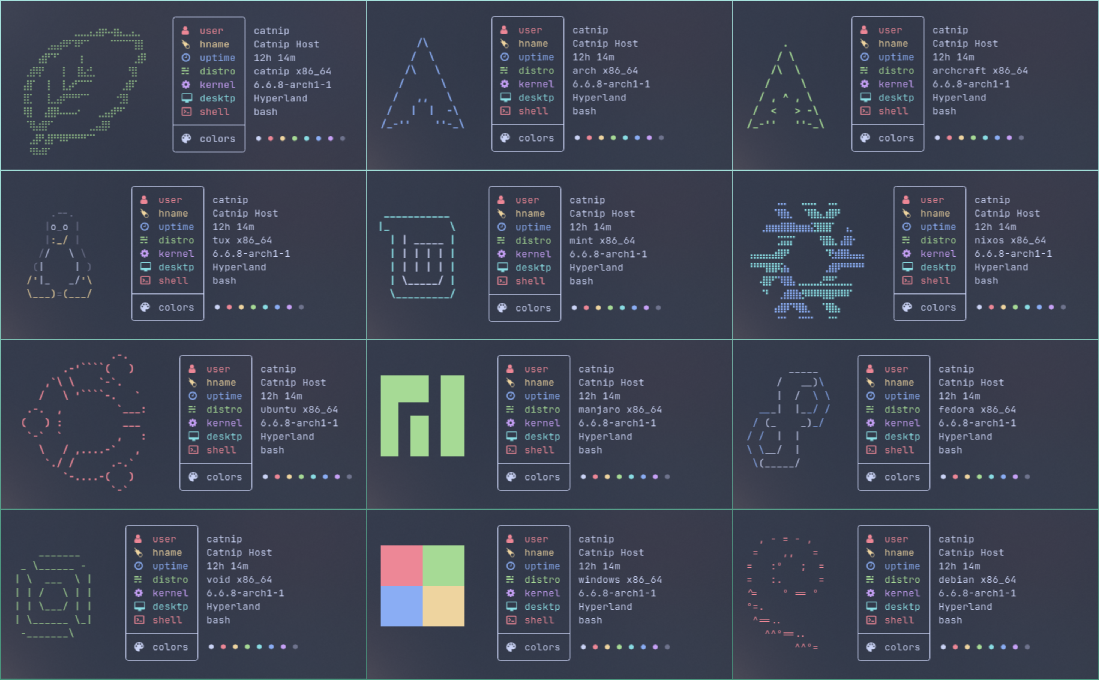 user catnip
hname Catnip Host
uptime 12h 14m
distro catnip x86_64
kernel 6.6.8-arch1-1
desktp Hyperland
shell bash
colors
user catnip
hname Catnip Host
uptime 12h 14m
distro arch x86_64
kernel 6.6.8-arch1-1
desktp Hyperland
shell bash
colors
user catnip
hname Catnip Host
uptime 12h 14m
distro archcraft x86_64
kernel 6.6.8-arch1-1
desktp Hyperland
shell bash
colors
user catnip
hname Catnip Host
uptime 12h 14m
distro tux x86_64
kernel 6.6.8-arch1-1
desktp Hyperland
shell bash
colors
user catnip
hname Catnip Host
uptime 12h 14m
distro mint x86_64
kernel 6.6.8-arch1-1
desktp Hyperland
shell bash
colors
user catnip
hname Catnip Host
uptime 12h 14m
distro nixos x86_64
kernel 6.6.8-arch1-1
desktp Hyperland
shell bash
colors
user catnip
hname Catnip Host
uptime 12h 14m
distro ubuntu x86_64
kernel 6.6.8-arch1-1
desktp Hyperland
shell bash
colors
user catnip
hname Catnip Host
uptime 12h 14m
distro manjaro x86_64
kernel 6.6.8-arch1-1
desktp Hyperland
shell bash
colors
user catnip
hname Catnip Host
uptime 12h 14m
distro fedora x86_64
kernel 6.6.8-arch1-1
desktp Hyperland
shell bash
colors
user catnip
hname Catnip Host
uptime 12h 14m
distro void x86_64
kernel 6.6.8-arch1-1
desktp Hyperland
shell bash
colors
user catnip
hname Catnip Host
uptime 12h 14m
distro windows x86_64
kernel 6.6.8-arch1-1
desktp Hyperland
shell bash
colors
user catnip
hname Catnip Host
uptime 12h 14m
distro debian x86_64
kernel 6.6.8-arch1-1
desktp Hyperland
shell bash
colors